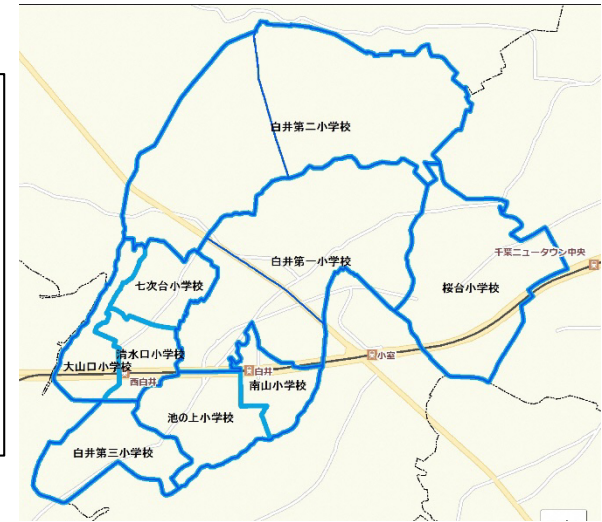 白井第二小学校
白井第一小学校
千葉ニュータウン中央
七次台小学校
桜台小学校
清水口小学校
大山口小学校
西白井
白井
小室
南山小学校
池の上小学校
白井第三小学校